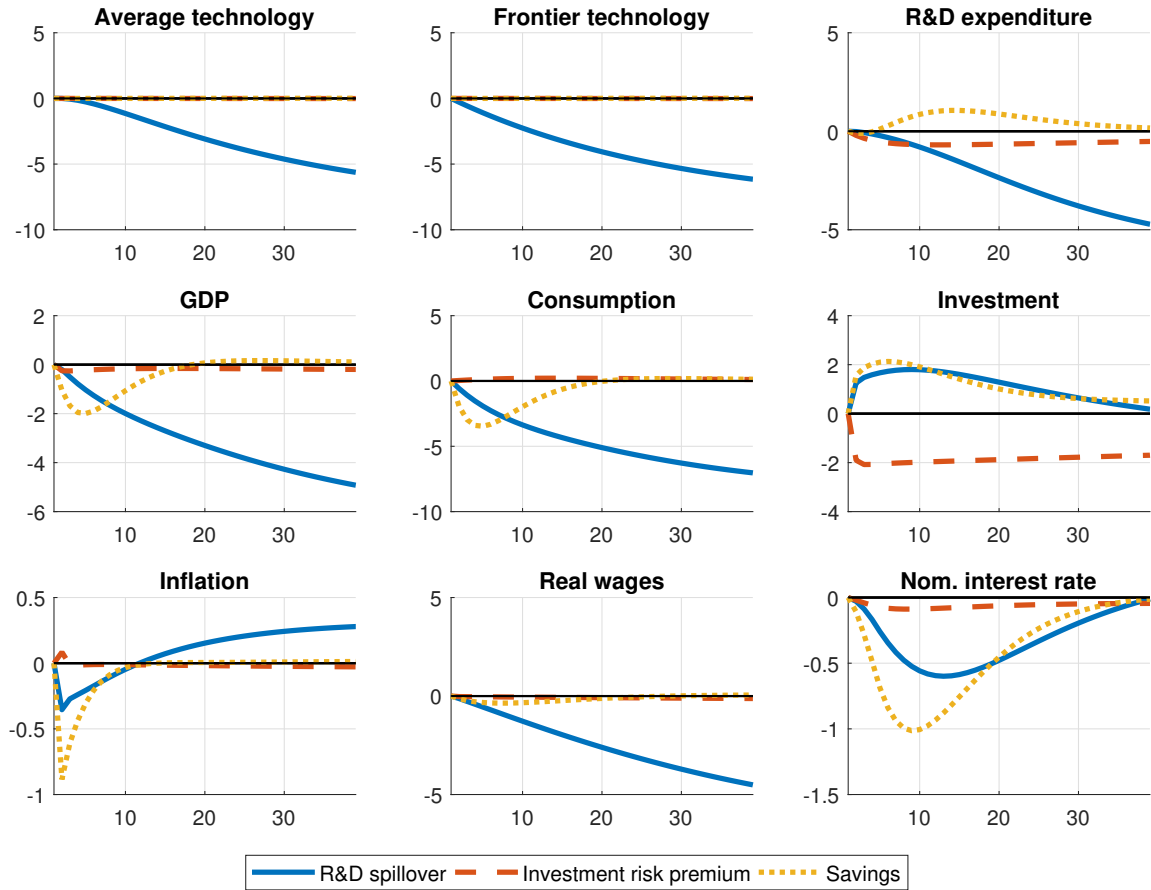 Average technology
Frontier technology
R&D expenditure
5
0
-5
-10
10 20 30
5
0
-5
-10
10 20 30
5
0
-5
10 20 30
GDP
Consumption
Investment
2
0
-2
-4
-6
10 20 30
5
0
-5
-10
10 20 30
4
2
0
-2
-4
10 20 30
Inflation
Real wages
Nom. interest rate
0.5
0
-0.5
-1
10 20 30
5
0
-5
10 20 30
0
-0.5
-1
-1.5
10 20 30
R&D spillover Investment risk premium Savings